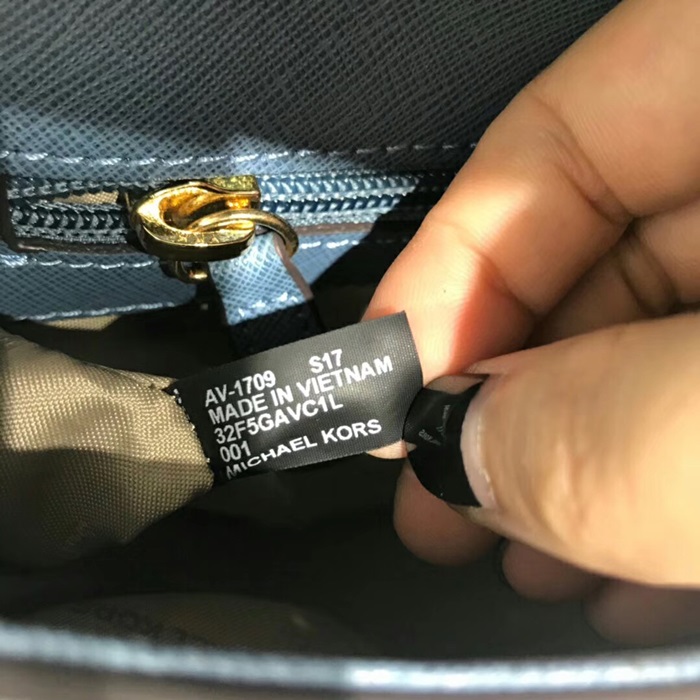 AV-1709 S17
MADE IN VIETNAM
32F5GAVC1L
001
MICHAEL KORS